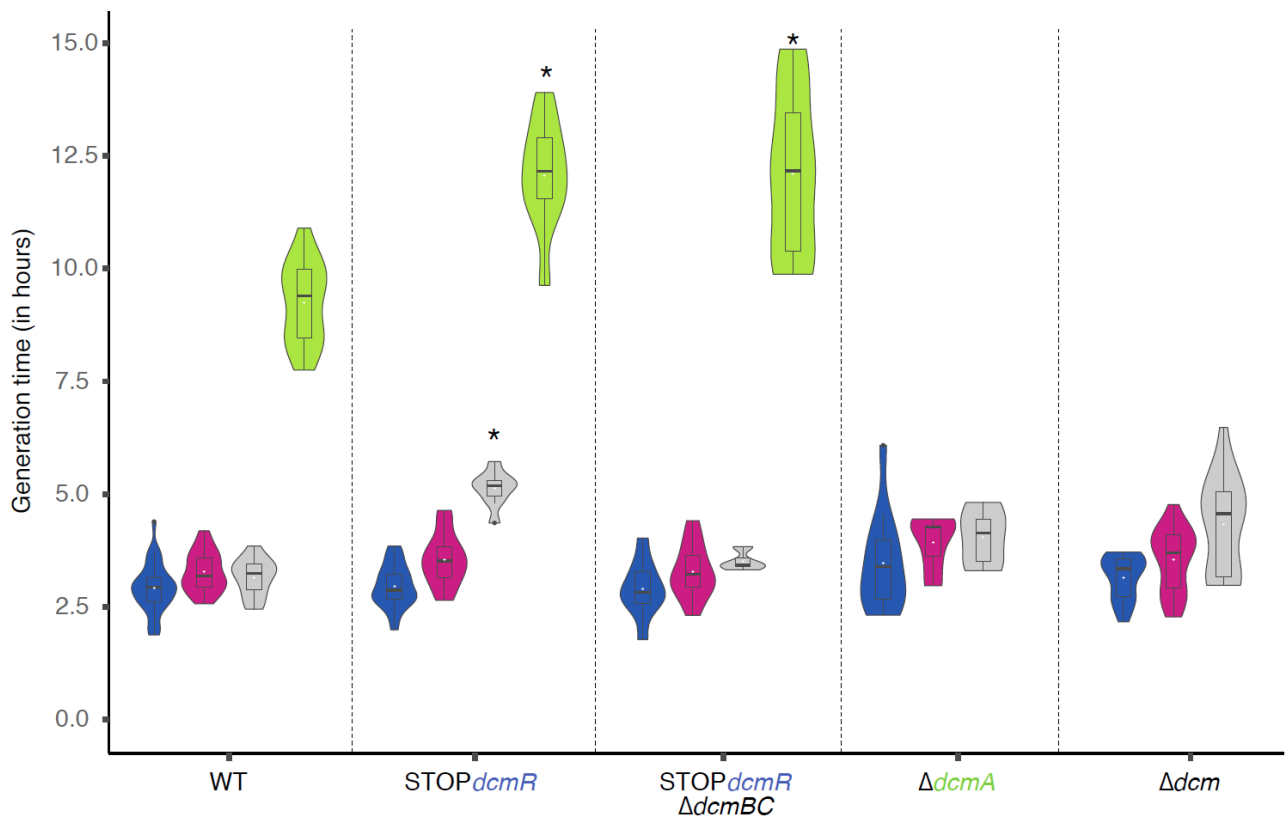 Generation time (in hours)
15.0
12.5
10.0
7.5
5.0
2.5
0.0
*
*
*
WT
STOPdcmR
STOPdcmR
ΔdcmBC
ΔdcmA
Δdcm